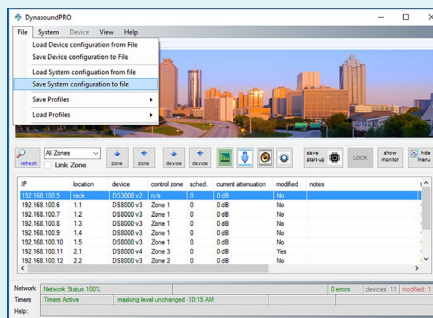 DynasoundPRO
File System Device View Help
Load Device configuration from File
Save Device configuration to File
Load System configuation from file
Save System configuration to file
Save Profiles
Load Profiles
refresh All Zones Link Zone zone zone device device save start-up LOCK show monitor hide menu
IP location device control zone sched. current attenuation modified notes
192.168.100.5 rack DS3008 v2 n/a 0 0 dB No
192.168.100.6 1.1 DS8000 v2 Zone 1 0 0 dB No
192.168.100.7 1.2 DS8000 v3 Zone 1 0 0 dB No
192.168.100.8 1.3 DS8000 v3 Zone 1 0 0 dB No
192.168.100.9 1.4 DS8000 v3 Zone 1 0 0 dB No
192.168.100.10 1.5 DS8000 v3 Zone 1 0 0 dB No
192.168.100.11 2.1 DS8000 v4 Zone 3 0 0 dB Yes
192.168.100.12 2.2 DS8000 v3 Zone 2 0 0 dB No
Network Network Status 100% 0 errors devices: 11 modified: 1
Timers Timers Active masking level unchanged -10:15 AM
Help: